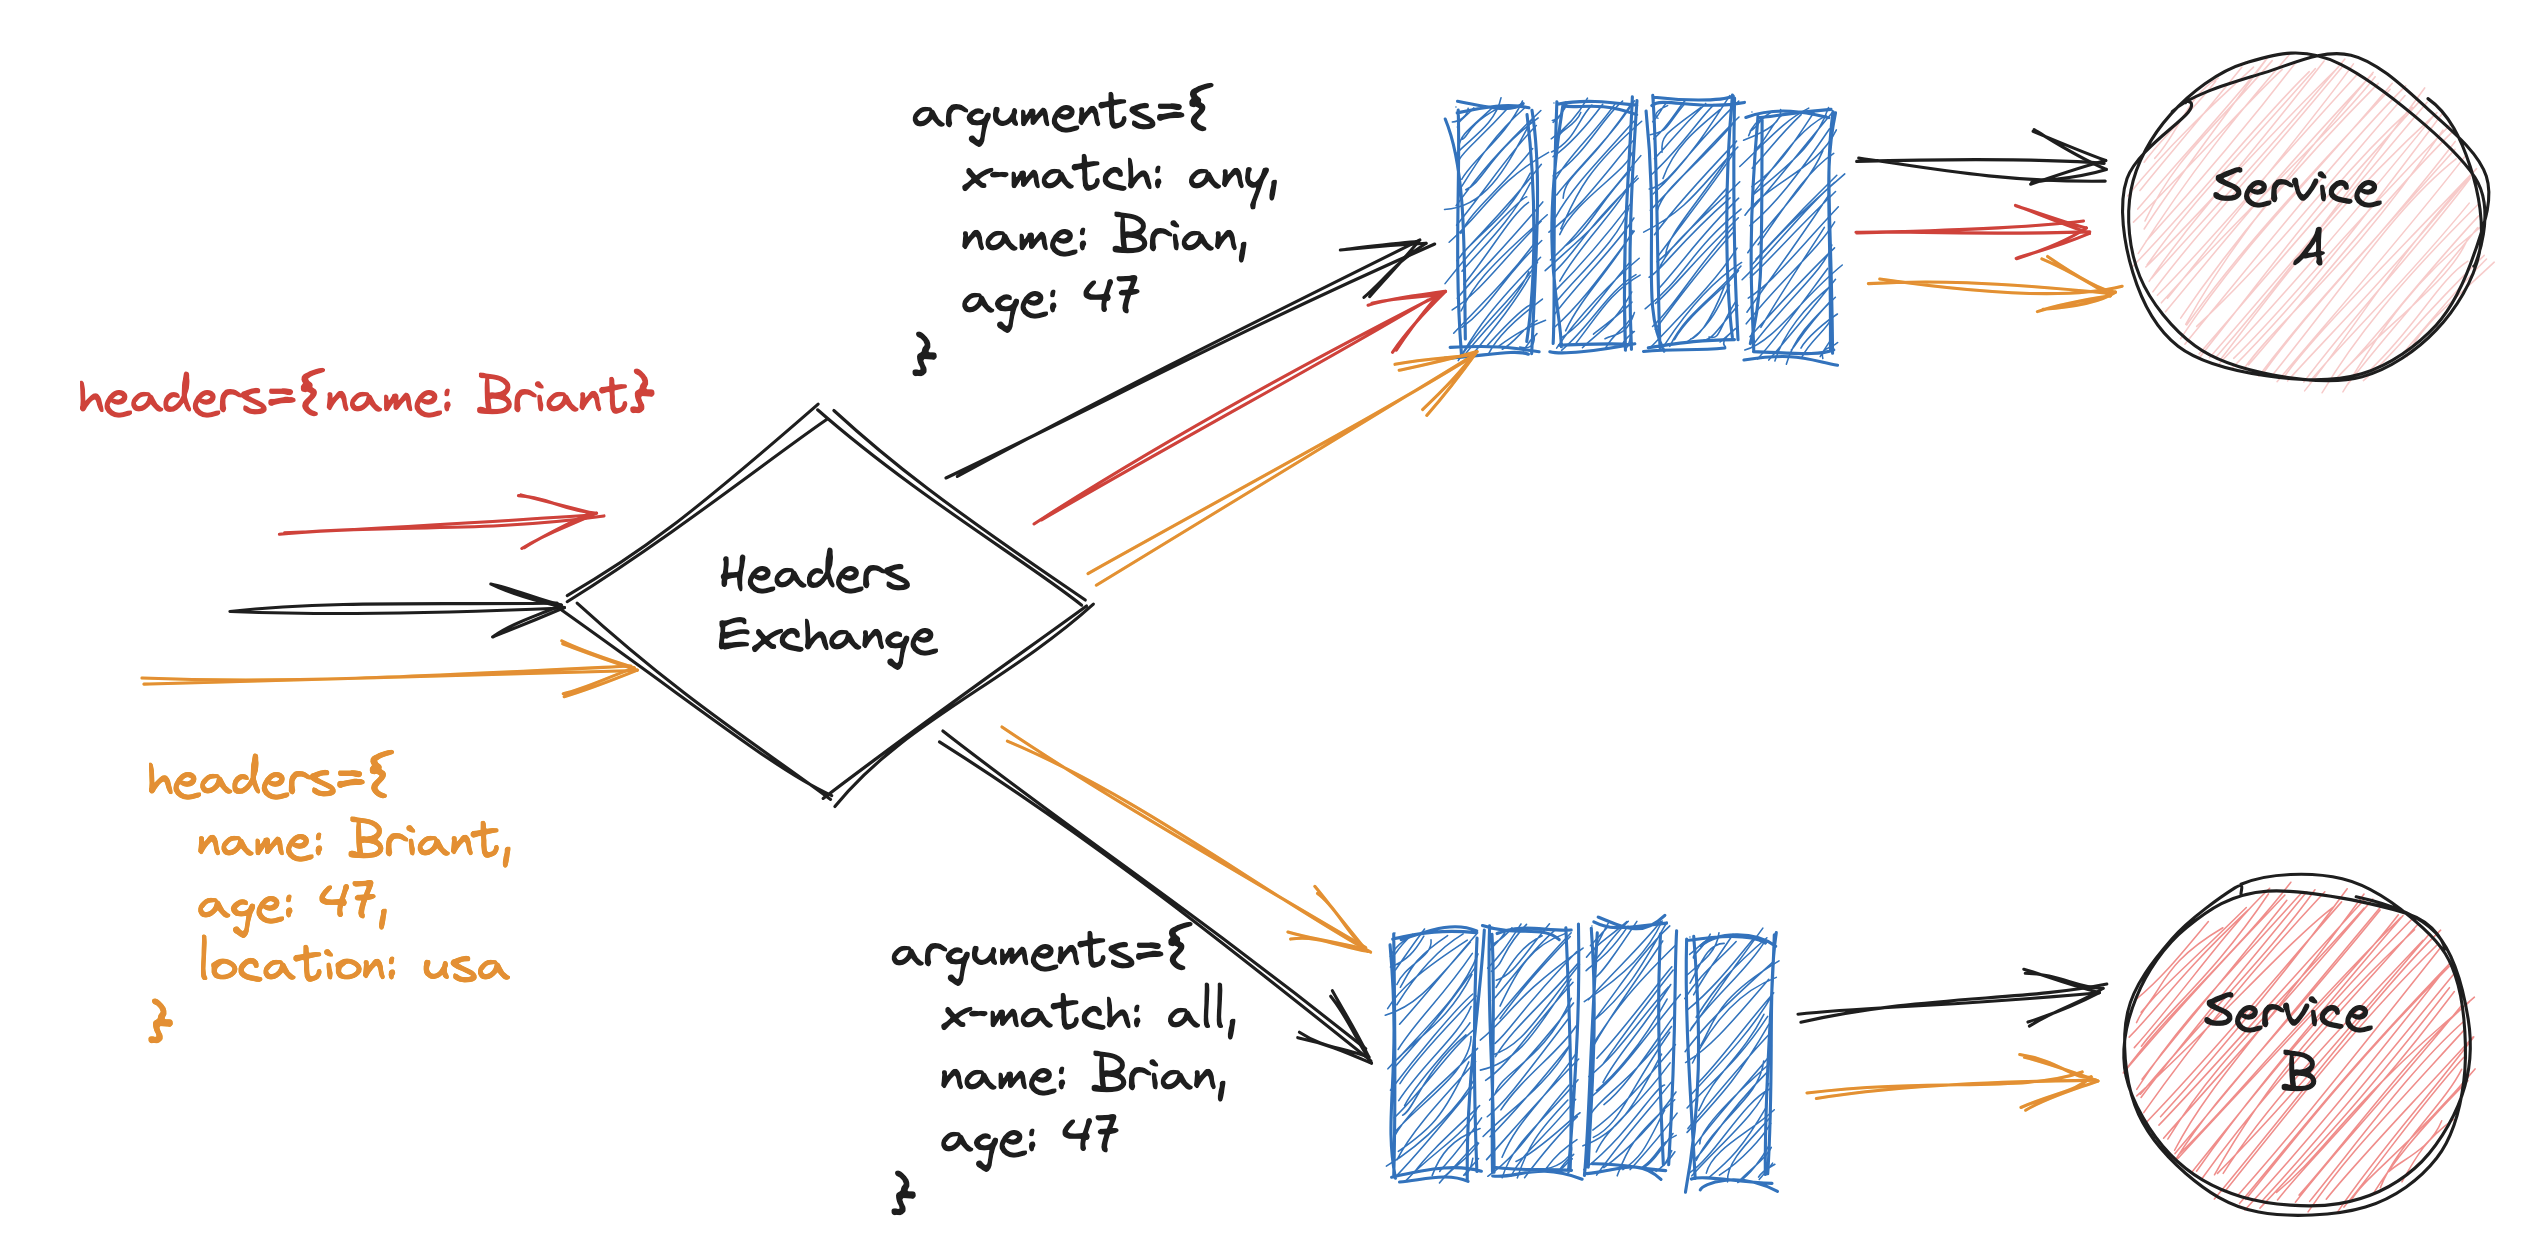 headers={name: Briant}
headers={
name: Briant,
age: 47,
location: usa
}
Headers
Exchange
arguments={
x-match: any,
name: Brian,
age: 47
}
arguments={
x-match: all,
name: Brian,
age: 47
}
Service
A
Service
B